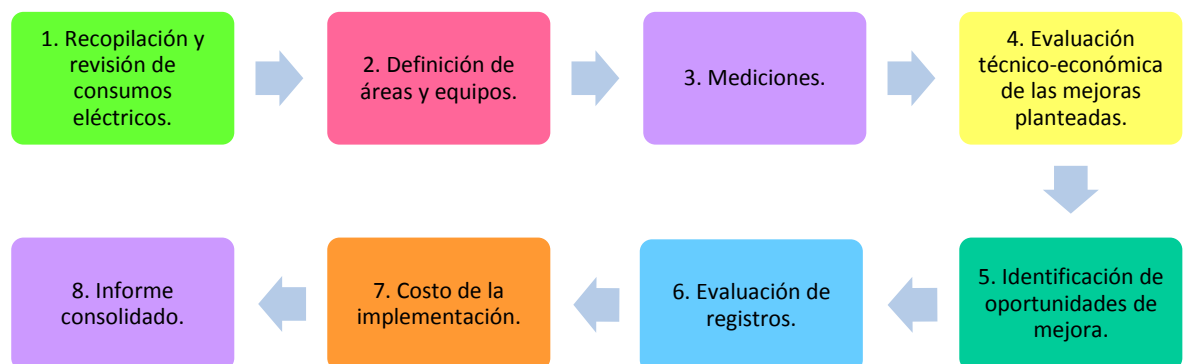 1. Recopilación y
revisión de
consumos
eléctricos.
2. Definición de
áreas y equipos.
3. Mediciones.
4. Evaluación
técnico-económica
de las mejoras
planteadas.
5. Identificación de
oportunidades de
mejora.
6. Evaluación de
registros.
7. Costo de la
implementación.
8. Informe
consolidado.